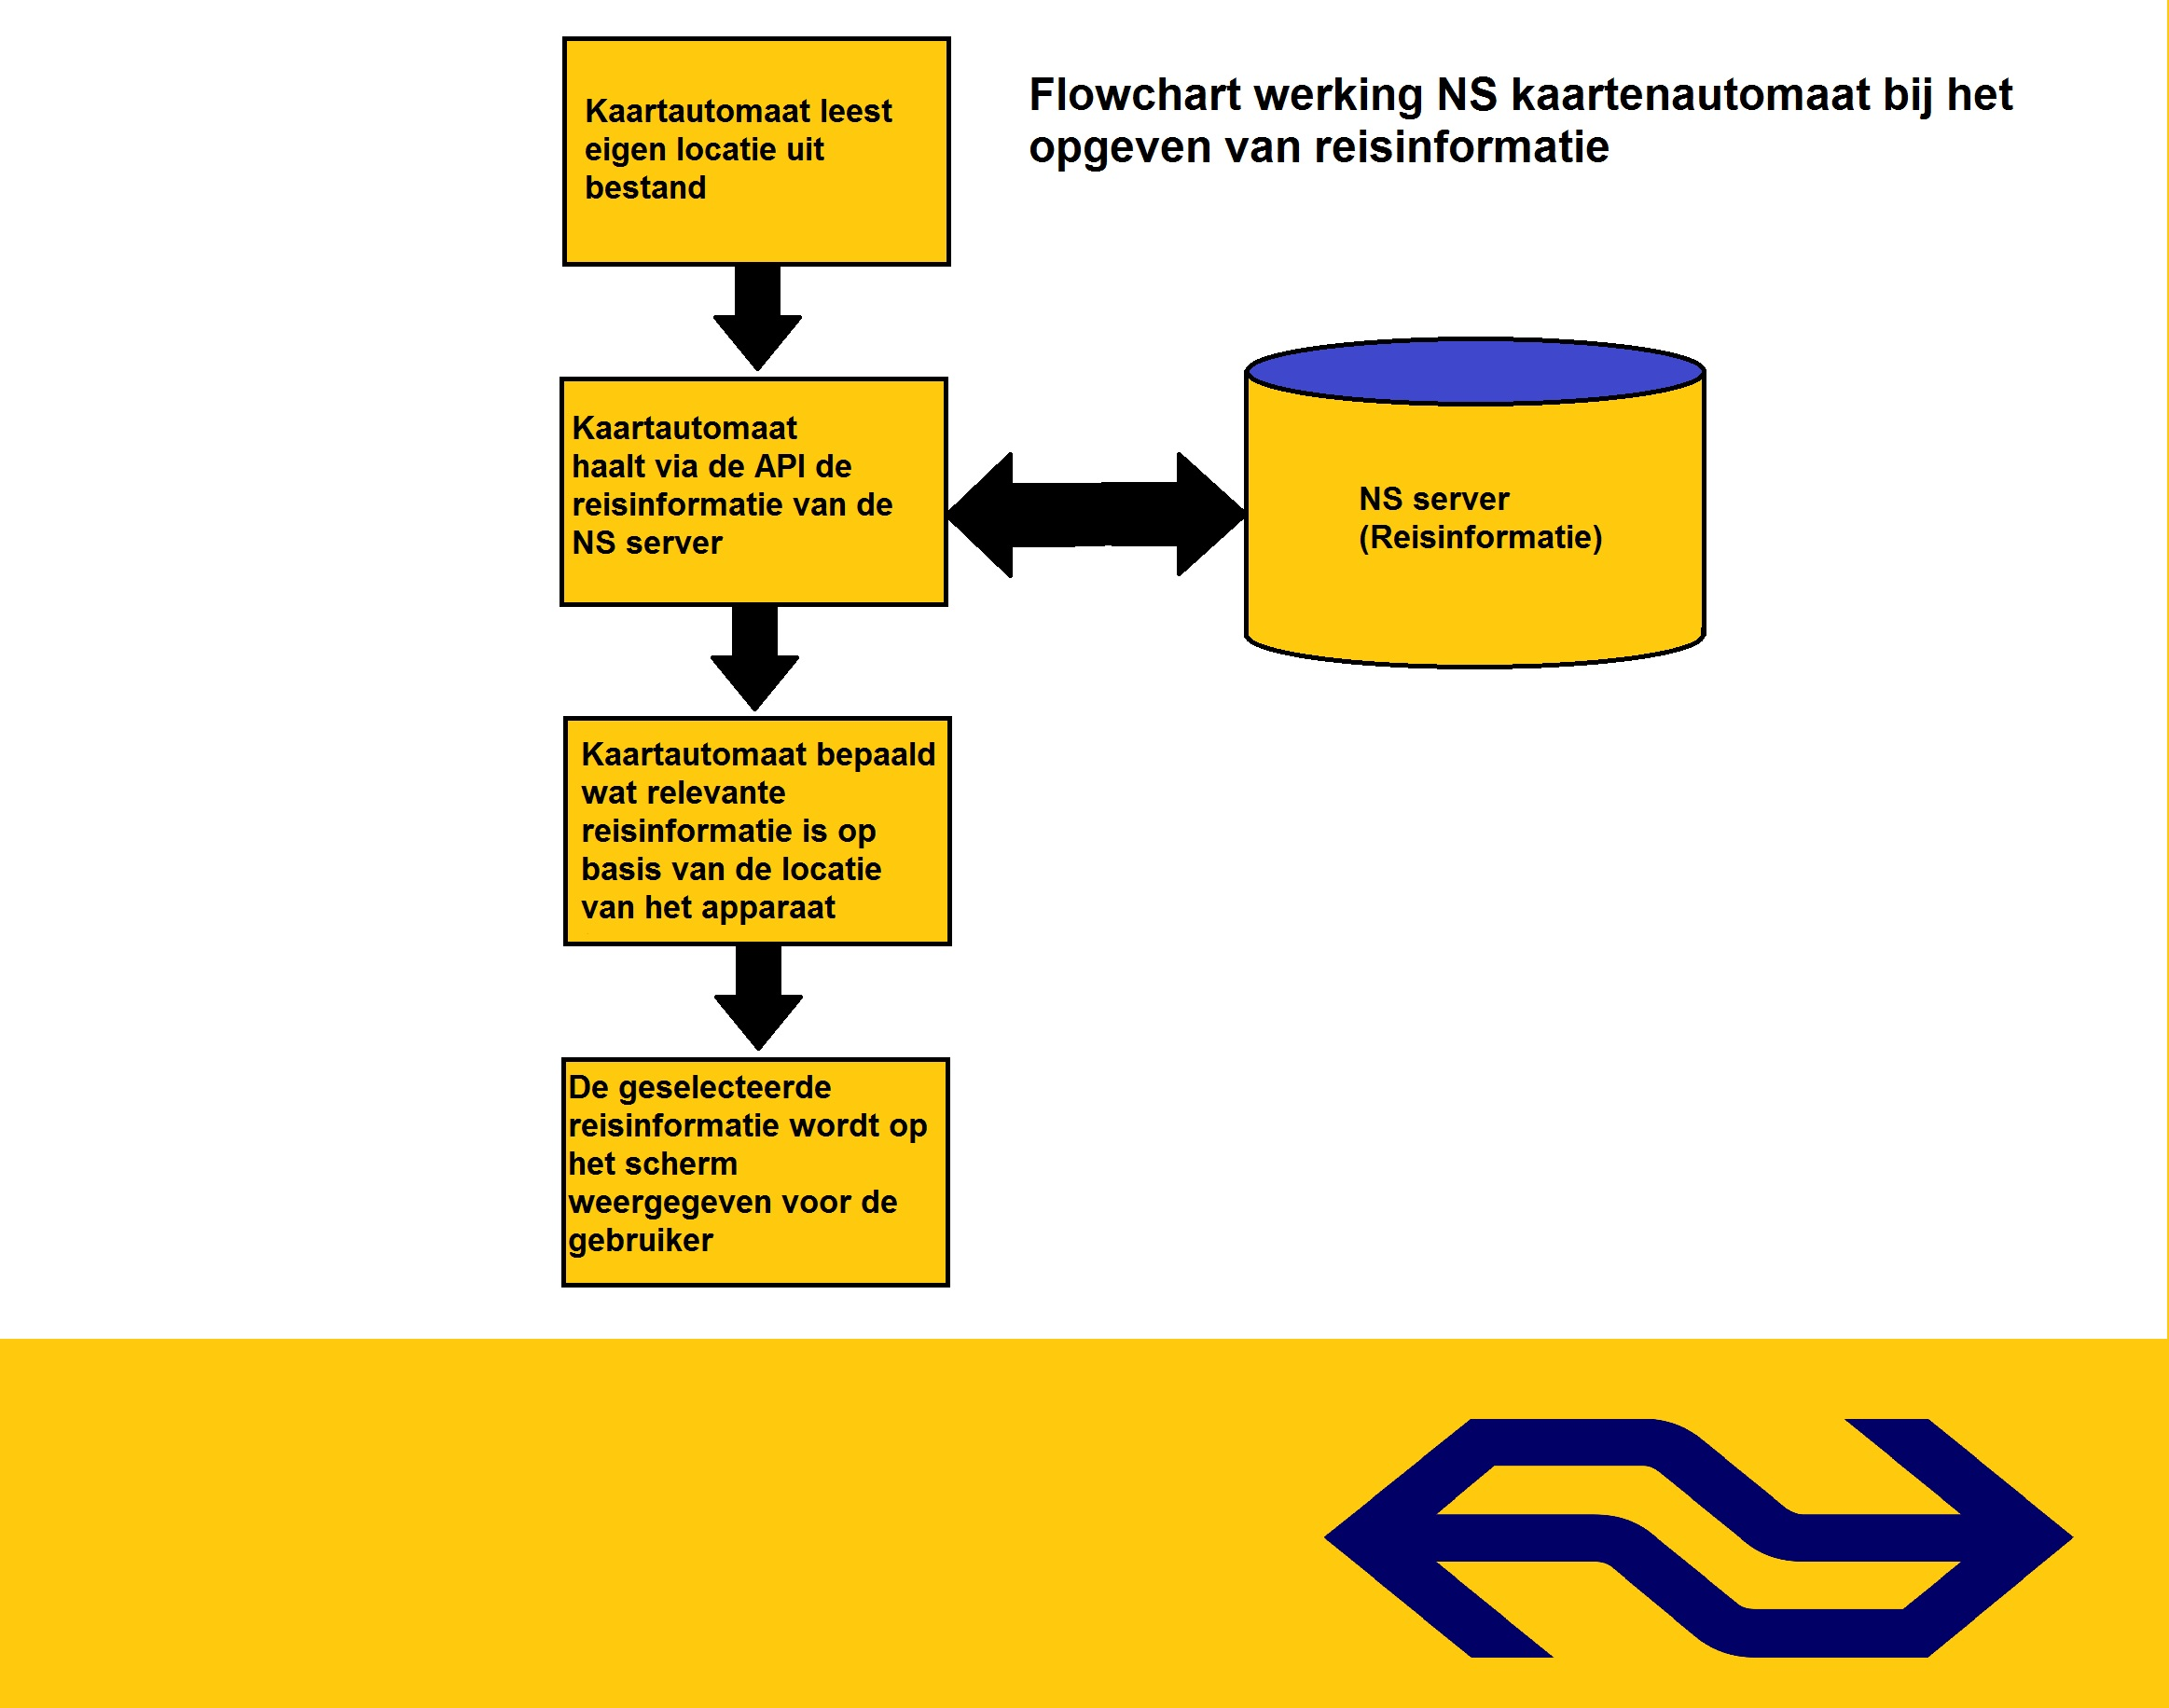 Flowchart werking NS kaartenautomaat bij het
opgeven van reisinformatie
Kaartautomaat leest
eigen locatie uit
bestand
Kaartautomaat
haalt via de API de
reisinformatie van de
NS server
NS server
(Reisinformatie)
Kaartautomaat bepaald
wat relevante
reisinformatie is op
basis van de locatie
van het apparaat
De geselecteerde
reisinformatie wordt op
het scherm
weergegeven voor de
gebruiker